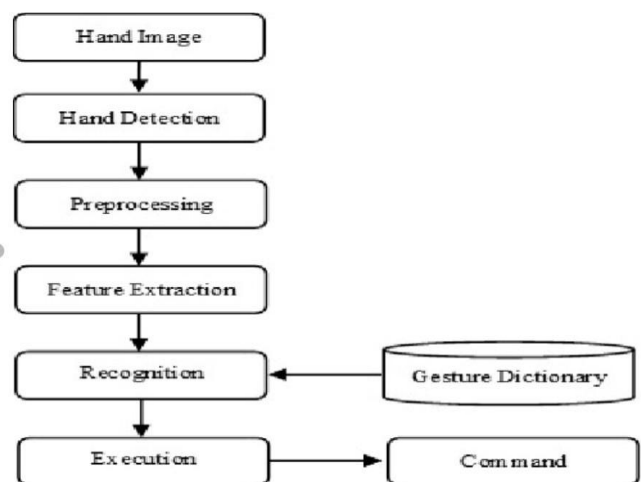 Hand Image
Hand Detection
Preprocessing
Feature Extraction
Recognition
Gesture Dictionary
Execution
Command